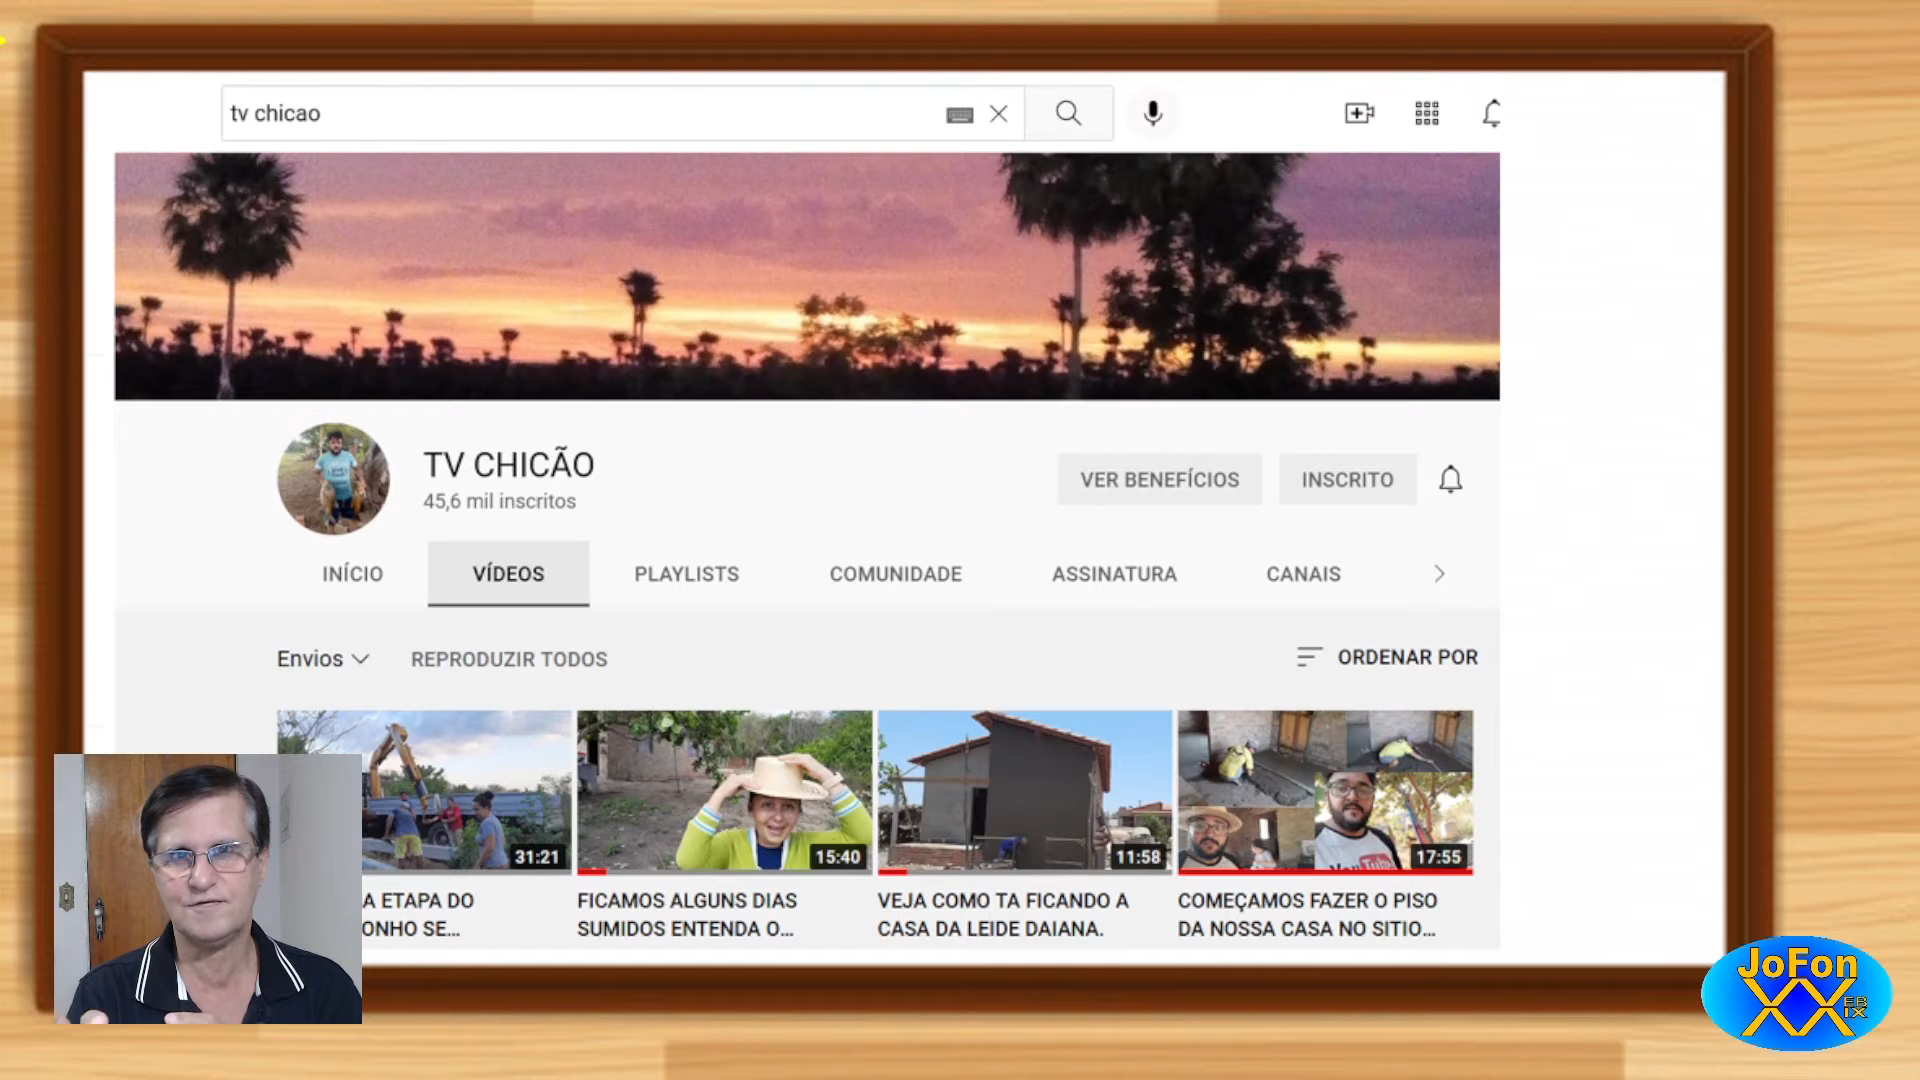 tv chicao
TV CHICÃO
45,6 mil inscritos
VER BENEFÍCIOS
INSCRITO
INÍCIO
VÍDEOS
PLAYLISTS
COMUNIDADE
ASSINATURA
CANAIS
Envios
REPRODUZIR TODOS
ORDENAR POR
31:21
15:40
11:58
17:55
A ETAPA DO
ONHO SE...
FICAMOS ALGUNS DIAS
SUMIDOS ENTENDA O...
VEJA COMO TA FICANDO A
CASA DA LEIDE DAIANA.
COMEÇAMOS FAZER O PISO
DA NOSSA CASA NO SITIO...
JoFon
WEB
IX